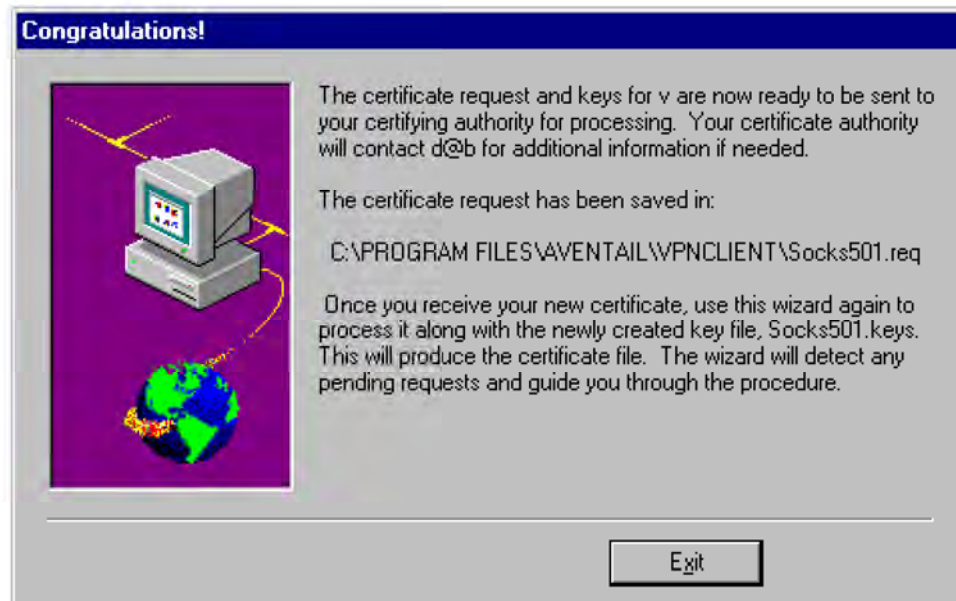 Congratulations!
The certificate request and keys for v are now ready to be sent to
your certifying authority for processing.  Your certificate authority
will contact d@b for additional information if needed.
The certificate request has been saved in:
C:\PROGRAM FILES\AVENTAIL\VPNCLIENT\Socks501.req
Once you receive your new certificate, use this wizard again to
process it along with the newly created key file, Socks501.keys.
This will produce the certificate file.  The wizard will detect any
pending requests and guide you through the procedure.
Exit